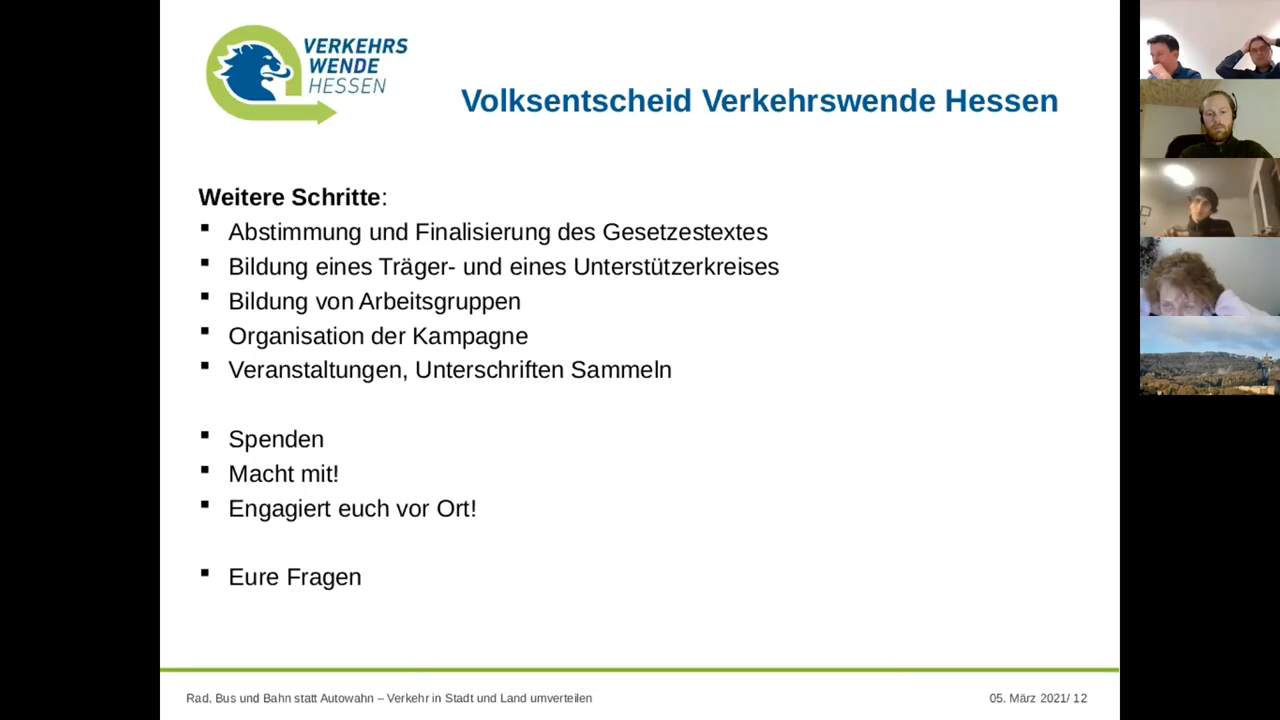 VERKEHRS
WENDE
HESSEN
Volksentscheid Verkehrswende Hessen
Weitere Schritte:
▪ Abstimmung und Finalisierung des Gesetzestextes
▪ Bildung eines Träger- und eines Unterstützerkreises
▪ Bildung von Arbeitsgruppen
▪ Organisation der Kampagne
▪ Veranstaltungen, Unterschriften Sammeln
▪ Spenden
▪ Macht mit!
▪ Engagiert euch vor Ort!
▪ Eure Fragen
Rad, Bus und Bahn statt Autowahn – Verkehr in Stadt und Land umverteilen
05. März 2021/ 12